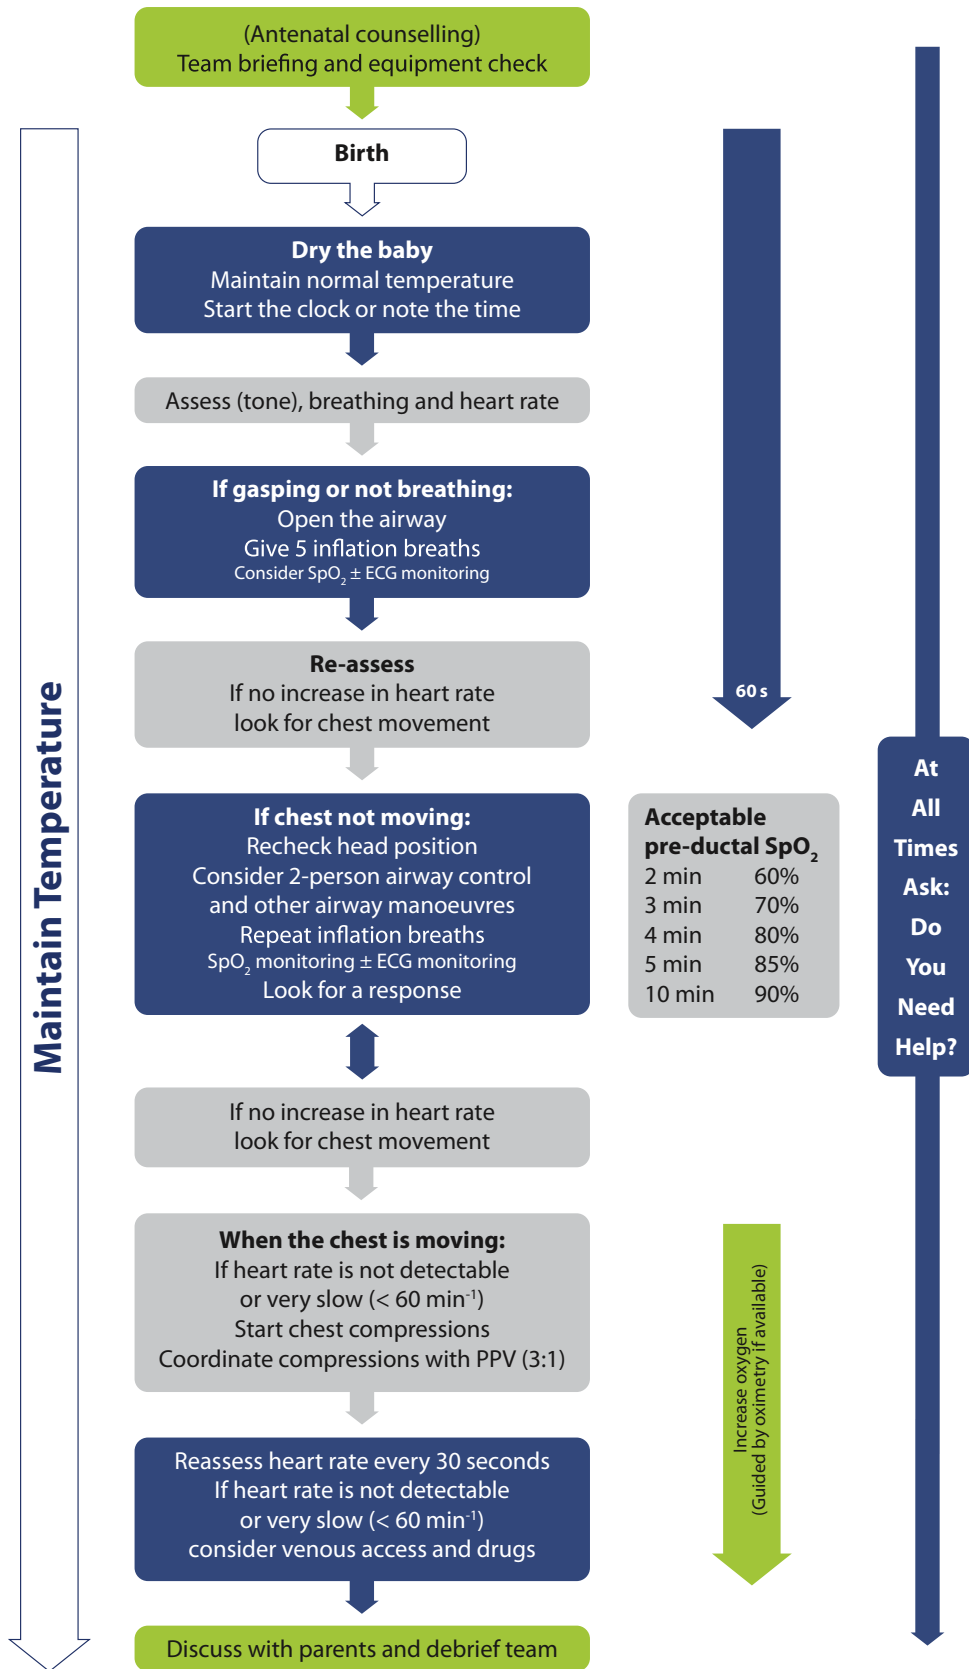 (Antenatal counselling)
Team briefing and equipment check
Birth
Dry the baby
Maintain normal temperature
Start the clock or note the time
Assess (tone), breathing and heart rate
If gasping or not breathing:
Open the airway
Give 5 inflation breaths
Consider SpO₂ ± ECG monitoring
Re-assess
If no increase in heart rate
look for chest movement
If chest not moving:
Recheck head position
Consider 2-person airway control
and other airway manoeuvres
Repeat inflation breaths
SpO₂ monitoring ± ECG monitoring
Look for a response
If no increase in heart rate
look for chest movement
When the chest is moving:
If heart rate is not detectable
or very slow (< 60 min⁻¹)
Start chest compressions
Coordinate compressions with PPV (3:1)
Reassess heart rate every 30 seconds
If heart rate is not detectable
or very slow (< 60 min⁻¹)
consider venous access and drugs
Discuss with parents and debrief team
Maintain Temperature
60 s
Acceptable
pre-ductal SpO₂
2 min 60%
3 min 70%
4 min 80%
5 min 85%
10 min 90%
Increase oxygen
(Guided by oximetry if available)
At
All
Times
Ask:
Do
You
Need
Help?